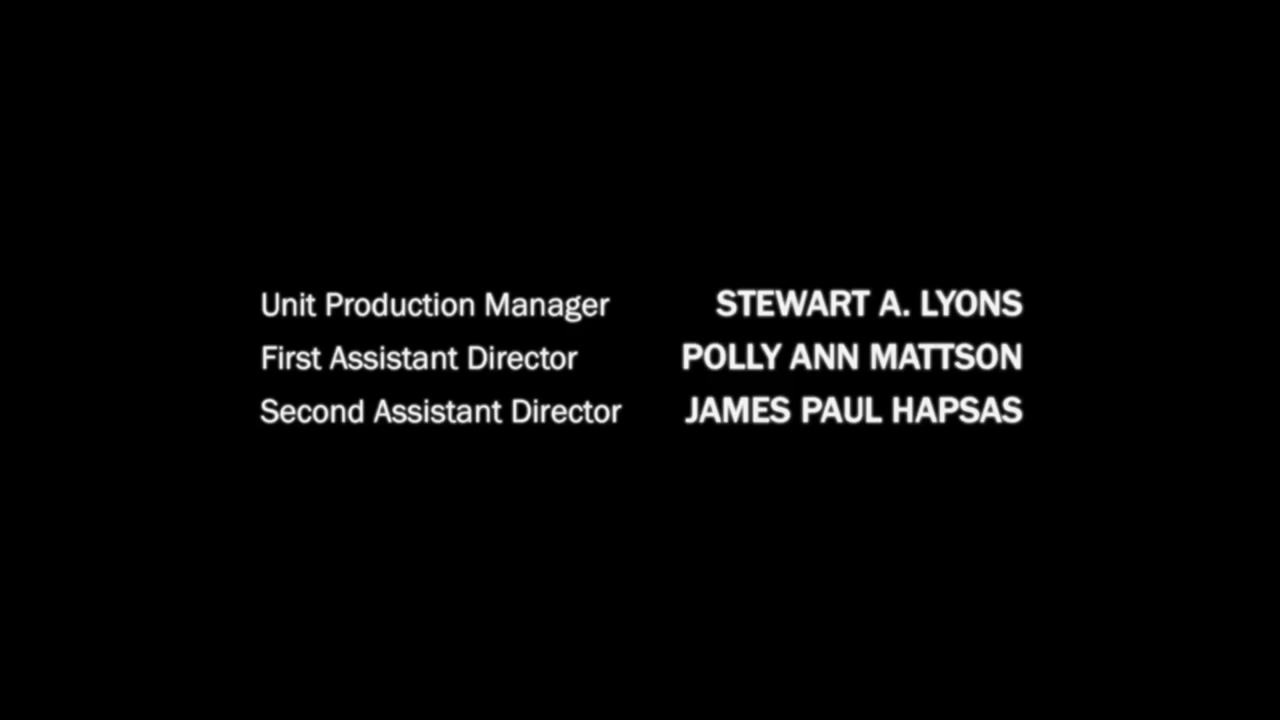 Unit Production Manager STEWART A. LYONS
First Assistant Director POLLY ANN MATTSON
Second Assistant Director JAMES PAUL HAPSAS